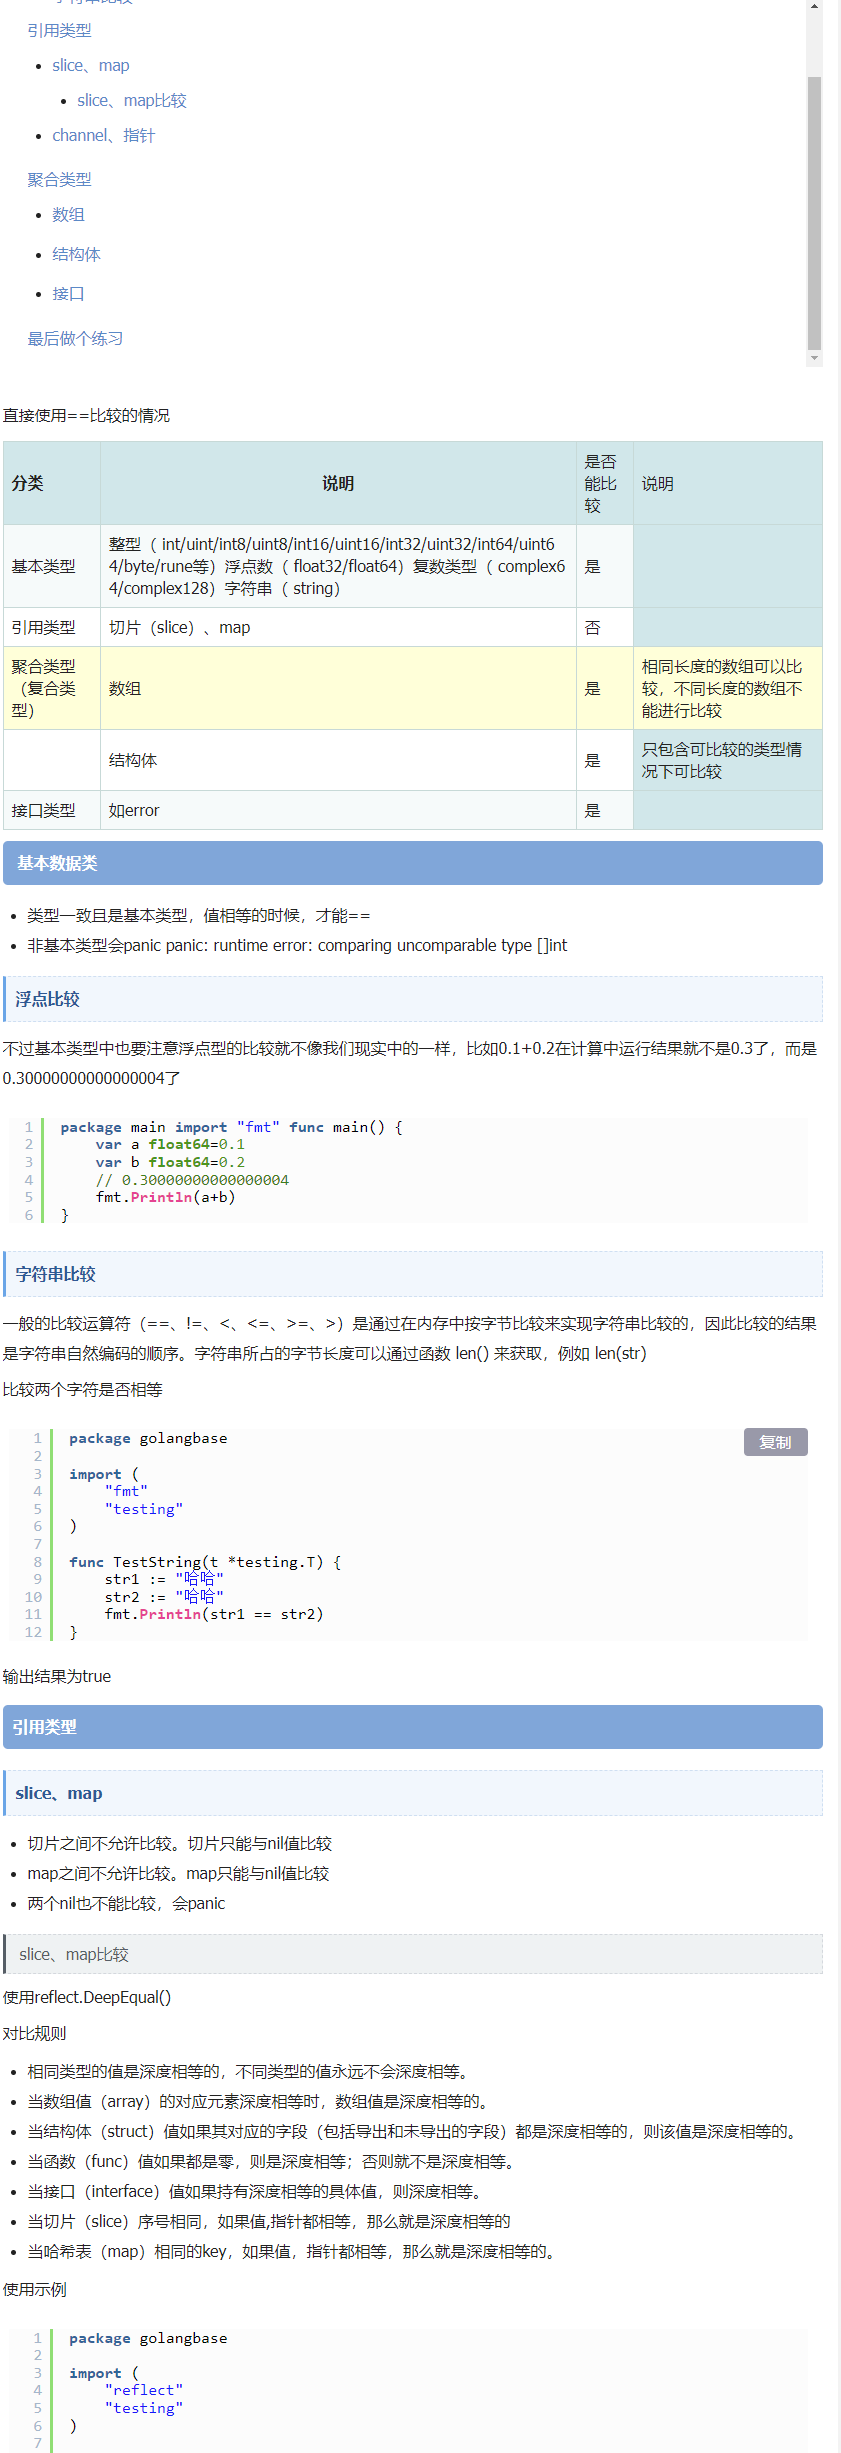 引用类型
slice、map
slice、map比较
channel、指针
聚合类型
数组
结构体
接口
最后做个练习
直接使用==比较的情况
分类 说明 是否能比较 说明
基本类型 整型（ int/uint/int8/uint8/int16/uint16/int32/uint32/int64/uint6
4/byte/rune等）浮点数（ float32/float64）复数类型（ complex6
4/complex128）字符串（ string） 是
引用类型 切片（slice）、map 否
聚合类型（复合类型） 数组 是 相同长度的数组可以比较，不同长度的数组不能进行比较
结构体 是 只包含可比较的类型情况下可比较
接口类型 如error 是
基本数据类
类型一致且是基本类型，值相等的时候，才能==
非基本类型会panic panic: runtime error: comparing uncomparable type []int
浮点比较
不过基本类型中也要注意浮点型的比较就不像我们现实中的一样，比如0.1+0.2在计算中运行结果就不是0.3了，而是
0.30000000000000004了
1 package main import "fmt" func main() {
2 var a float64=0.1
3 var b float64=0.2
4 // 0.30000000000000004
5 fmt.Println(a+b)
6 }
字符串比较
一般的比较运算符（==、!=、<、<=、>=、>）是通过在内存中按字节比较来实现字符串比较的，因此比较的结果
是字符串自然编码的顺序。字符串所占的字节长度可以通过函数 len() 来获取，例如 len(str)
比较两个字符是否相等
复制
1 package golangbase
2
3 import (
4 "fmt"
5 "testing"
6 )
7
8 func TestString(t *testing.T) {
9 str1 := "哈哈"
10 str2 := "哈哈"
11 fmt.Println(str1 == str2)
12 }
输出结果为true
引用类型
slice、map
切片之间不允许比较。切片只能与nil值比较
map之间不允许比较。map只能与nil值比较
两个nil也不能比较，会panic
slice、map比较
使用reflect.DeepEqual()
对比规则
相同类型的值是深度相等的，不同类型的值永远不会深度相等。
当数组值（array）的对应元素深度相等时，数组值是深度相等的。
当结构体（struct）值如果其对应的字段（包括导出和未导出的字段）都是深度相等的，则该值是深度相等的。
当函数（func）值如果都是零，则是深度相等；否则就不是深度相等。
当接口（interface）值如果持有深度相等的具体值，则深度相等。
当切片（slice）序号相同，如果值,指针都相等，那么就是深度相等的
当哈希表（map）相同的key，如果值，指针都相等，那么就是深度相等的。
使用示例
1 package golangbase
2
3 import (
4 "reflect"
5 "testing"
6 )
7